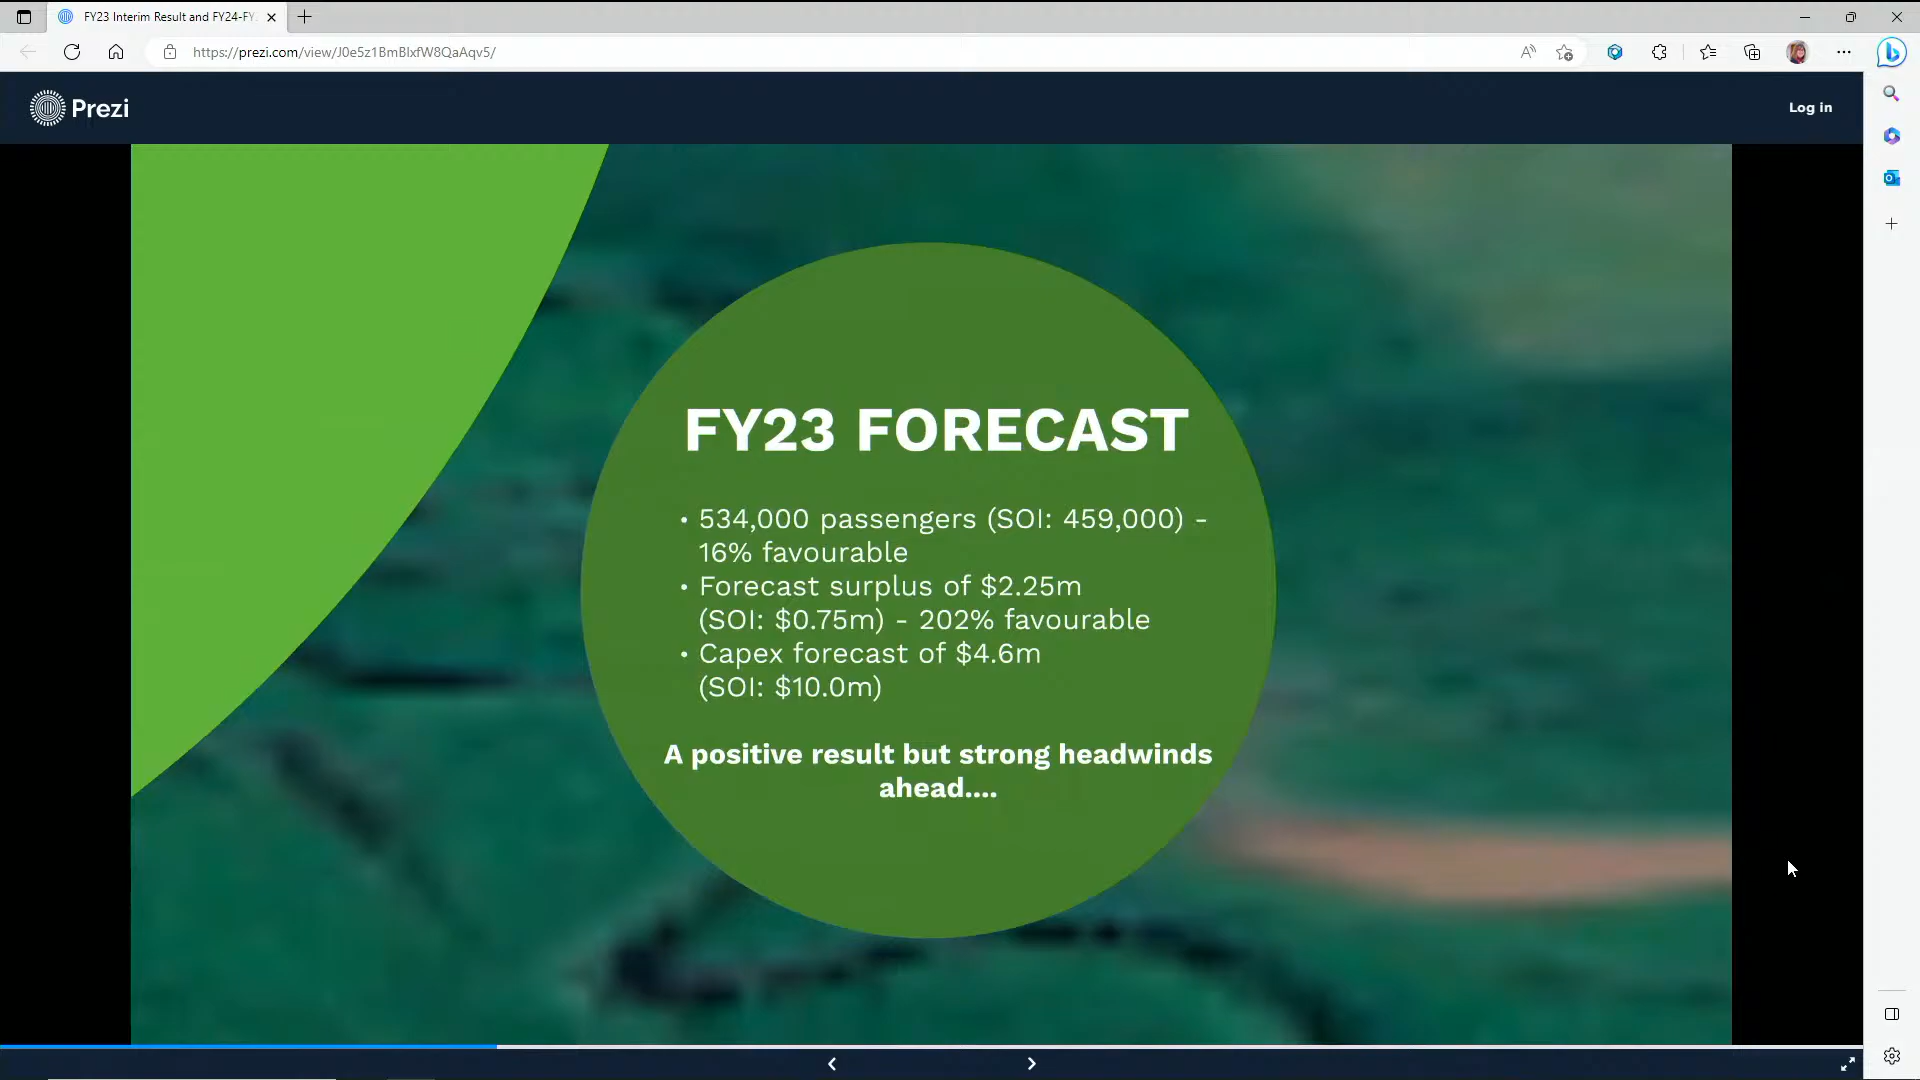 FY23 Interim Result and FY24-FY
https://prezi.com/view/J0e5z1BmBlxfW8QaAqv5/
Prezi
Log in
FY23 FORECAST
• 534,000 passengers (SOI: 459,000) -
16% favourable
• Forecast surplus of $2.25m
(SOI: $0.75m) - 202% favourable
• Capex forecast of $4.6m
(SOI: $10.0m)
A positive result but strong headwinds
ahead....